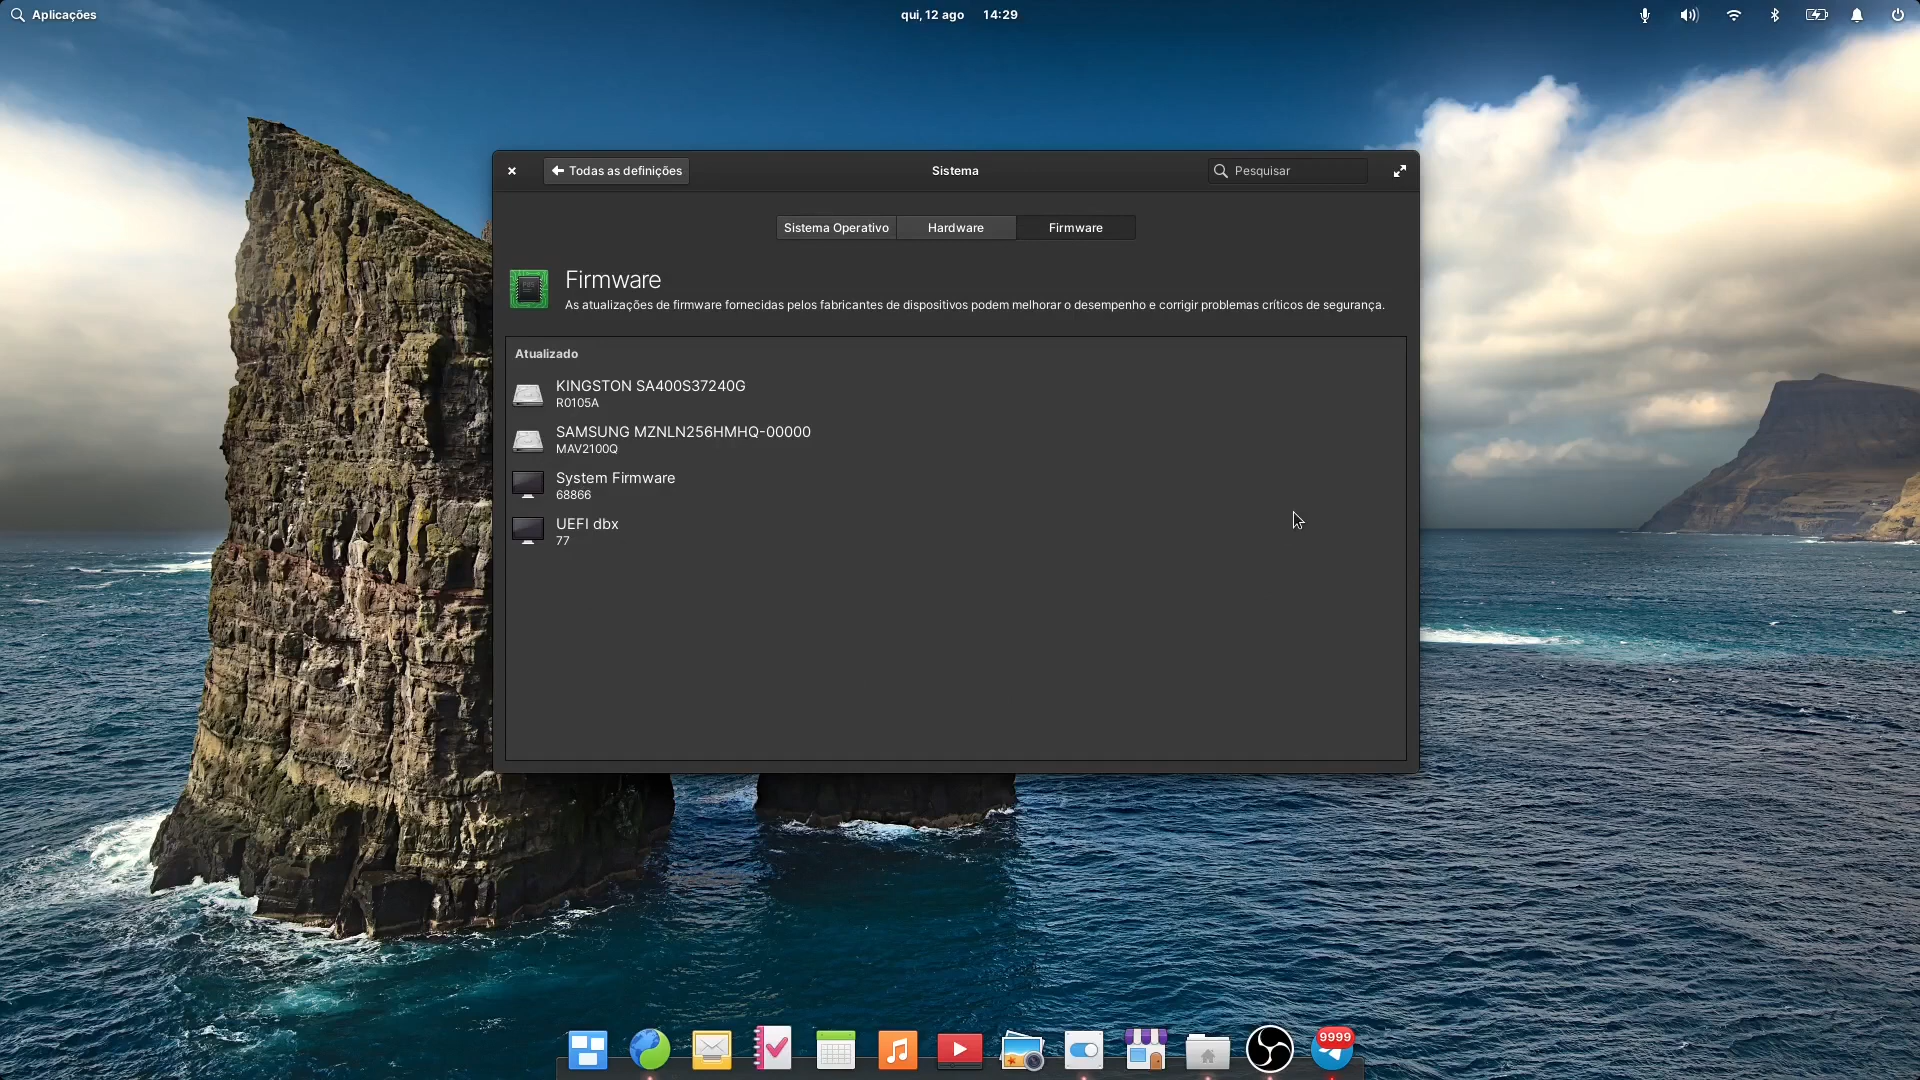 Aplicações
qui, 12 ago 14:29
Todas as definições
Sistema
Pesquisar
Sistema Operativo
Hardware
Firmware
Firmware
As atualizações de firmware fornecidas pelos fabricantes de dispositivos podem melhorar o desempenho e corrigir problemas críticos de segurança.
Atualizado
KINGSTON SA400S37240G
R0105A
SAMSUNG MZNLN256HMHQ-00000
MAV2100Q
System Firmware
68866
UEFI dbx
77
9999